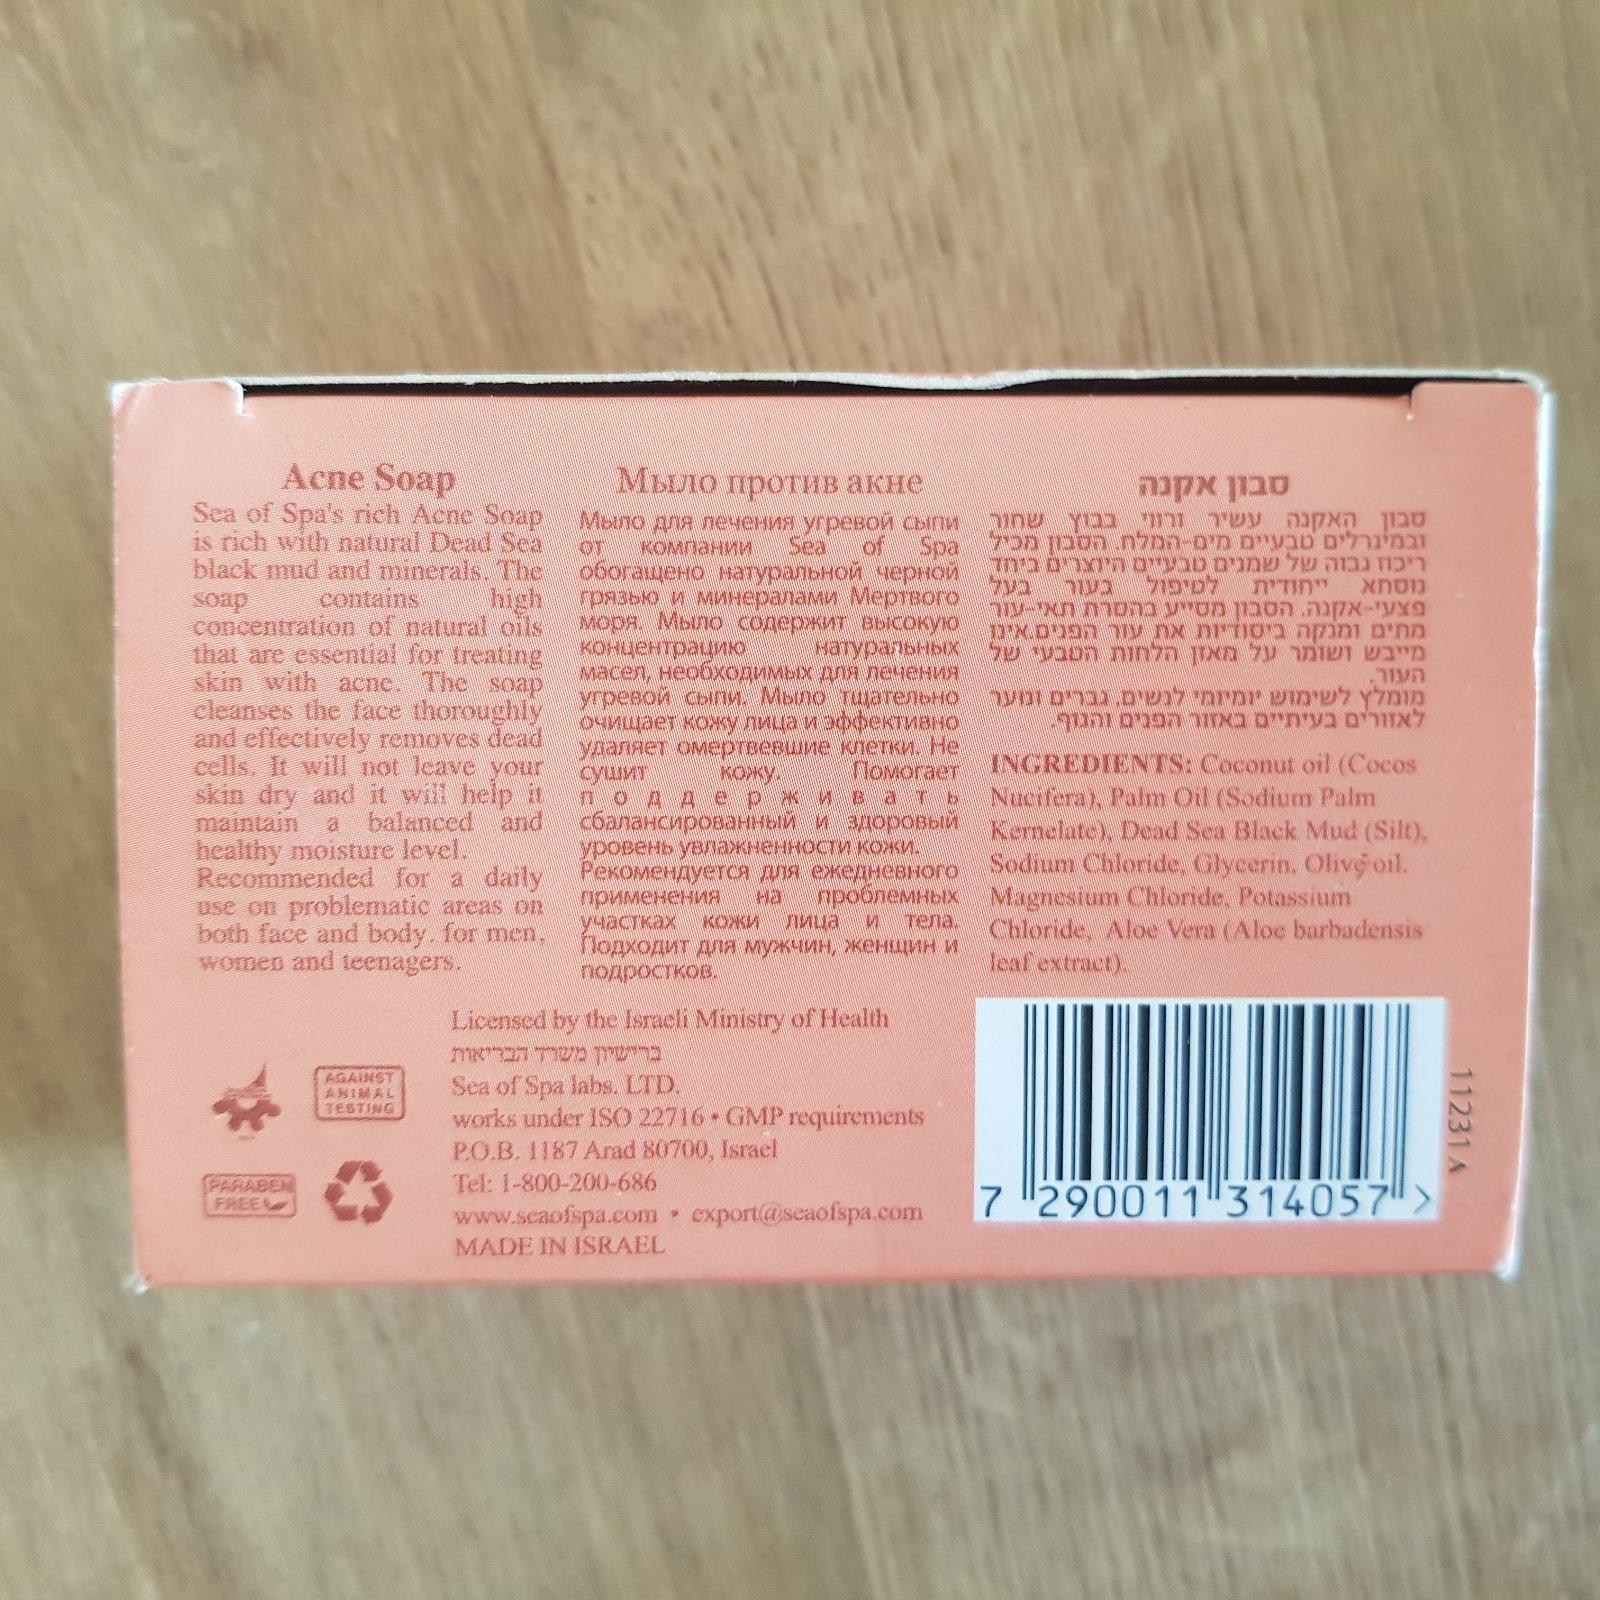 Acne Soap
Sea of Spa's rich Acne Soap
is rich with natural Dead Sea
black mud and minerals. The
soap contains high
concentration of natural oils
that are essential for treating
skin with acne. The soap
cleanses the face thoroughly
and effectively removes dead
cells. It will not leave your
skin dry and it will help it
maintain a balanced and
healthy moisture level.
Recommended for a daily
use on problematic areas on
both face and body. for men,
women and teenagers.
Мыло против акне
Мыло для лечения угревой сыпи
от компании Sea of Spa
обогащено натуральной черной
грязью и минералами Мертвого
моря. Мыло содержит высокую
концентрацию натуральных
масел, необходимых для лечения
угревой сыпи. Мыло тщательно
очищает кожу лица и эффективно
удаляет омертвевшие клетки. Не
сушит кожу. Помогает
поддерживать
сбалансированный и здоровый
уровень увлажненности кожи.
Рекомендуется для ежедневного
применения на проблемных
участках кожи лица и тела.
Подходит для мужчин, женщин и
подростков.
סבון אקנה
סבון האקנה עשיר ורווי בבוץ שחור
ובמינרלים טבעיים מים-המלח. הסבון מכיל
ריכוז גבוה של שמנים טבעיים היוצרים ביחד
נוסחא ייחודית לטיפול בעור בעל
פצעי-אקנה. הסבון מסייע בהסרת תאי-עור
מתים ומנקה ביסודיות את עור הפנים.אינו
מייבש ושומר על מאזן הלחות הטבעי של
העור.
מומלץ לשימוש יומיומי לנשים, גברים ונוער
לאזורים בעיתיים באזור הפנים והגוף.
INGREDIENTS: Coconut oil (Cocos
Nucifera), Palm Oil (Sodium Palm
Kernelate), Dead Sea Black Mud (Silt),
Sodium Chloride, Glycerin, Olive oil.
Magnesium Chloride, Potassium
Chloride, Aloe Vera (Aloe barbadensis
leaf extract).
Licensed by the Israeli Ministry of Health
ברישיון משרד הבריאות
Sea of Spa labs. LTD.
works under ISO 22716 • GMP requirements
P.O.B. 1187 Arad 80700, Israel
Tel: 1-800-200-686
www.seaofspa.com • export@seaofspa.com
MADE IN ISRAEL
AGAINST
ANIMAL
TESTING
PARABEN
FREE
7 290011 314057 >
11231 A